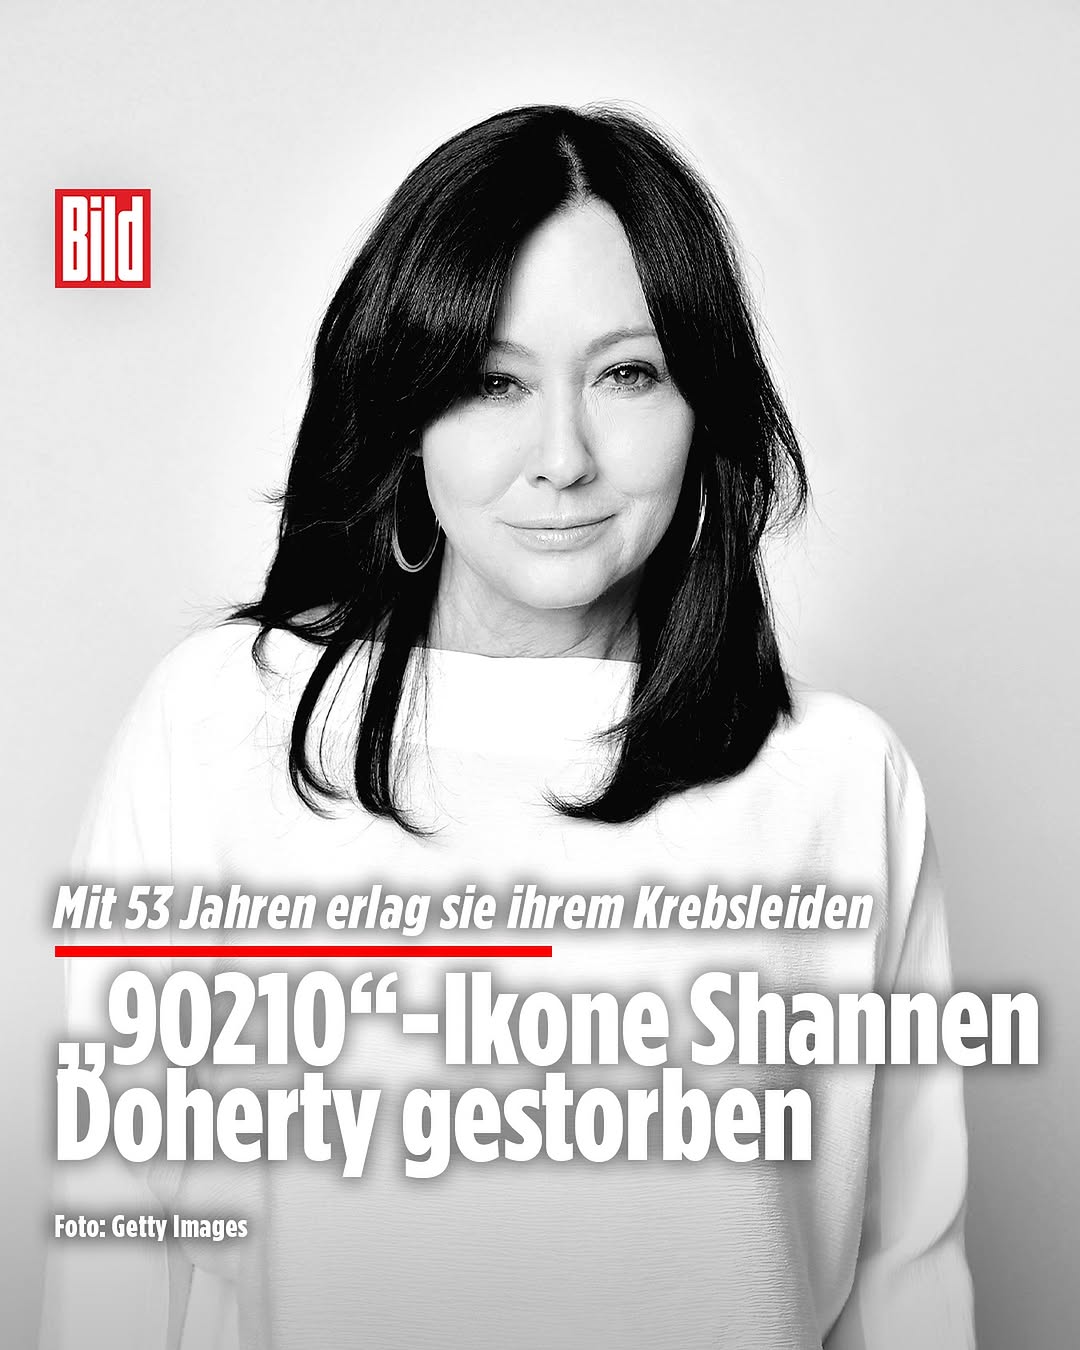 Bild
Mit 53 Jahren erlag sie ihrem Krebsleiden
„90210“-Ikone Shannen
Doherty gestorben
Foto: Getty Images